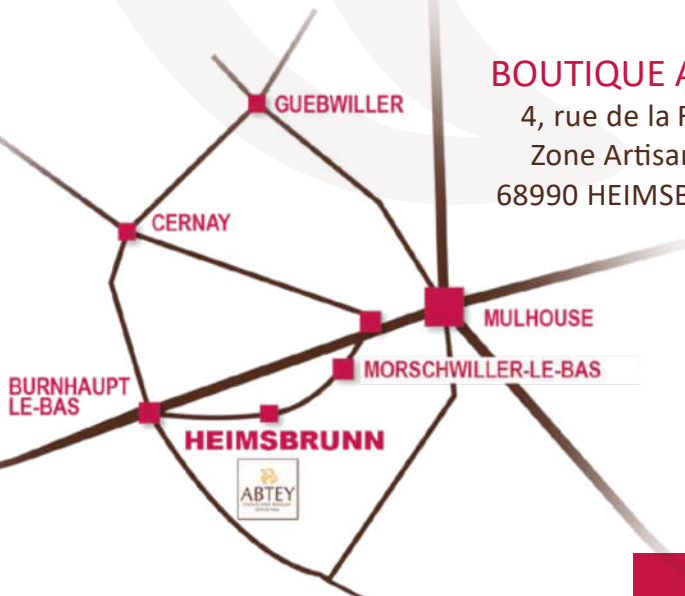 BOUTIQUE A
4, rue de la
Zone Artisan
68990 HEIMSB
GUEBWILLER
CERNAY
MULHOUSE
MORSCHWILLER-LE-BAS
BURNHAUPT
LE-BAS
HEIMSBRUNN
ABTEY